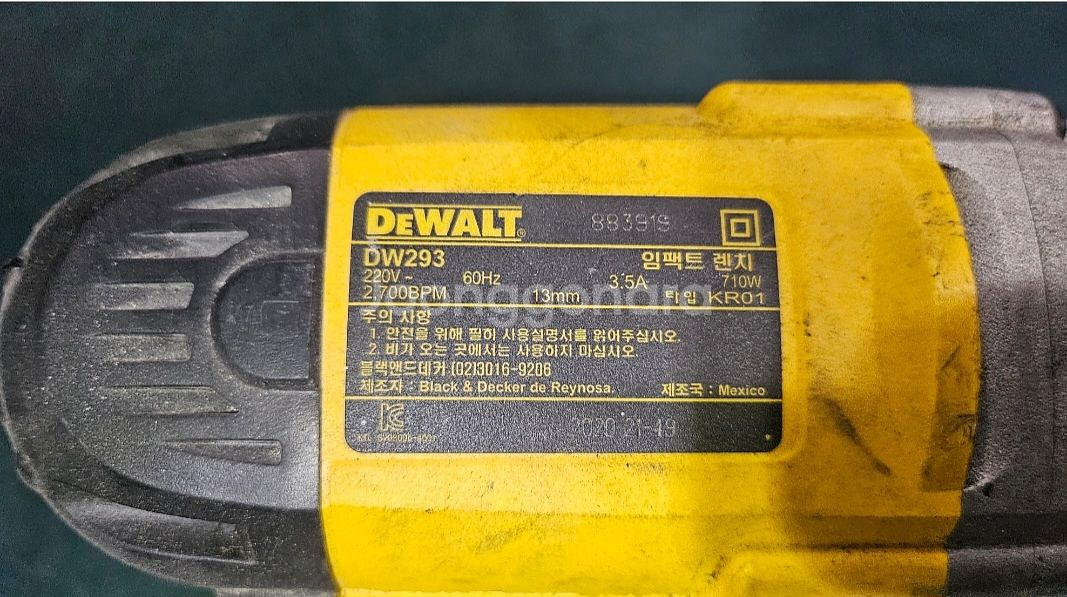 DEWALT® 883919
DW293 임팩트 렌치
220V~ 60Hz 3.5A 710W
2,700BPM 13mm 타입 KR01
주의 사항
1. 안전을 위해 필히 사용설명서를 읽어주십시오.
2. 비가 오는 곳에서는 사용하지 마십시오.
블랙앤드데커 (02)3016-9206
제조자 : Black & Decker de Reynosa. 제조국 : Mexico
2020 21-49